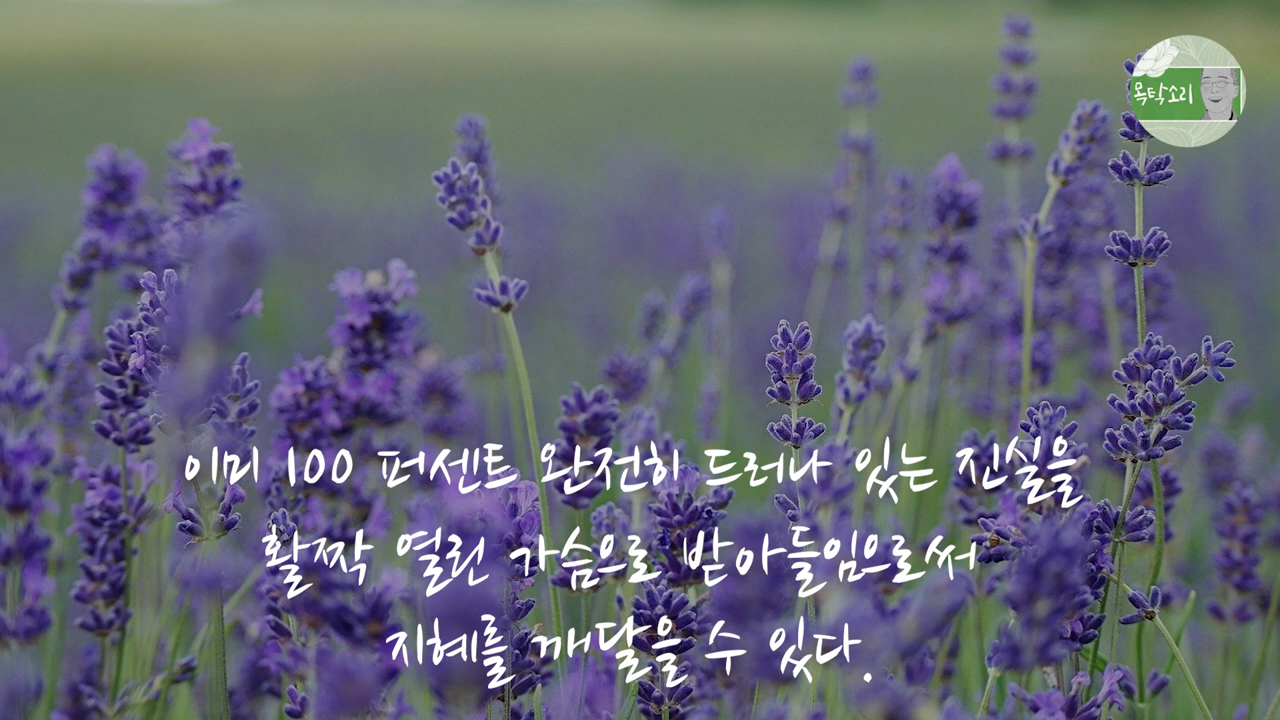 목탁소리
이미 100 퍼센트 완전히 드러나 있는 진실을
활짝 열린 가슴으로 받아들임으로써
지혜를 깨달을 수 있다.